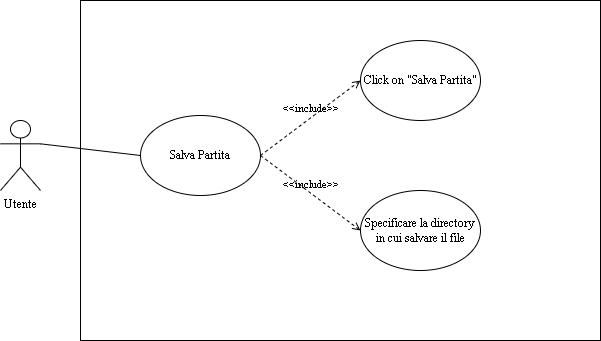 Click on "Salva Partita"
<<include>>
Salva Partita
<<include>>
Utente
Specificare la directory
in cui salvare il file